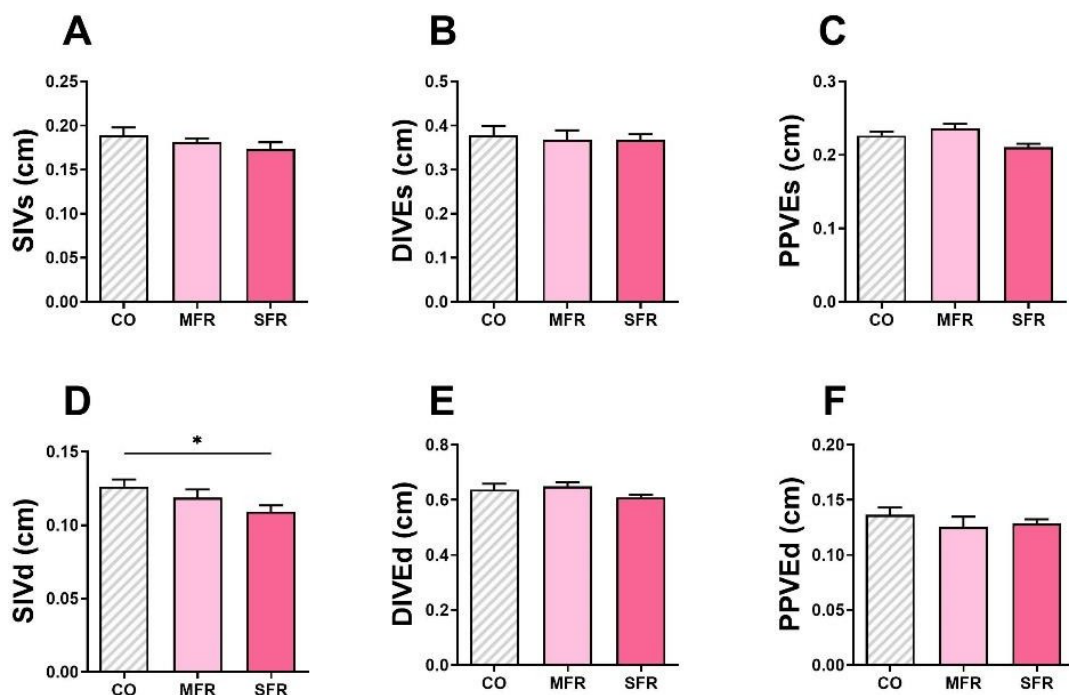 A
SIVs (cm)
0.25
0.20
0.15
0.10
0.05
0.00
CO MFR SFR
B
DIVEs (cm)
0.5
0.4
0.3
0.2
0.1
0.0
CO MFR SFR
C
PPVEs (cm)
0.3
0.2
0.1
0.0
CO MFR SFR
D
SIVd (cm)
0.15
0.10
0.05
0.00
*
CO MFR SFR
E
DIVEd (cm)
0.8
0.6
0.4
0.2
0.0
CO MFR SFR
F
PPVEd (cm)
0.20
0.15
0.10
0.05
0.00
CO MFR SFR